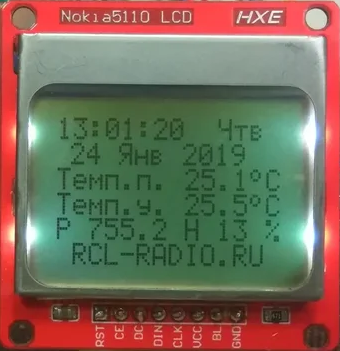 Nokia5110 LCD HXE
13:01:20 Чтв
24 Янв 2019
Темп.п. 25.1°C
Темп.у. 25.5°C
P 755.2 H 13 %
RCL-RADIO.RU
RST CE DC DIN CLK VCC BL GND